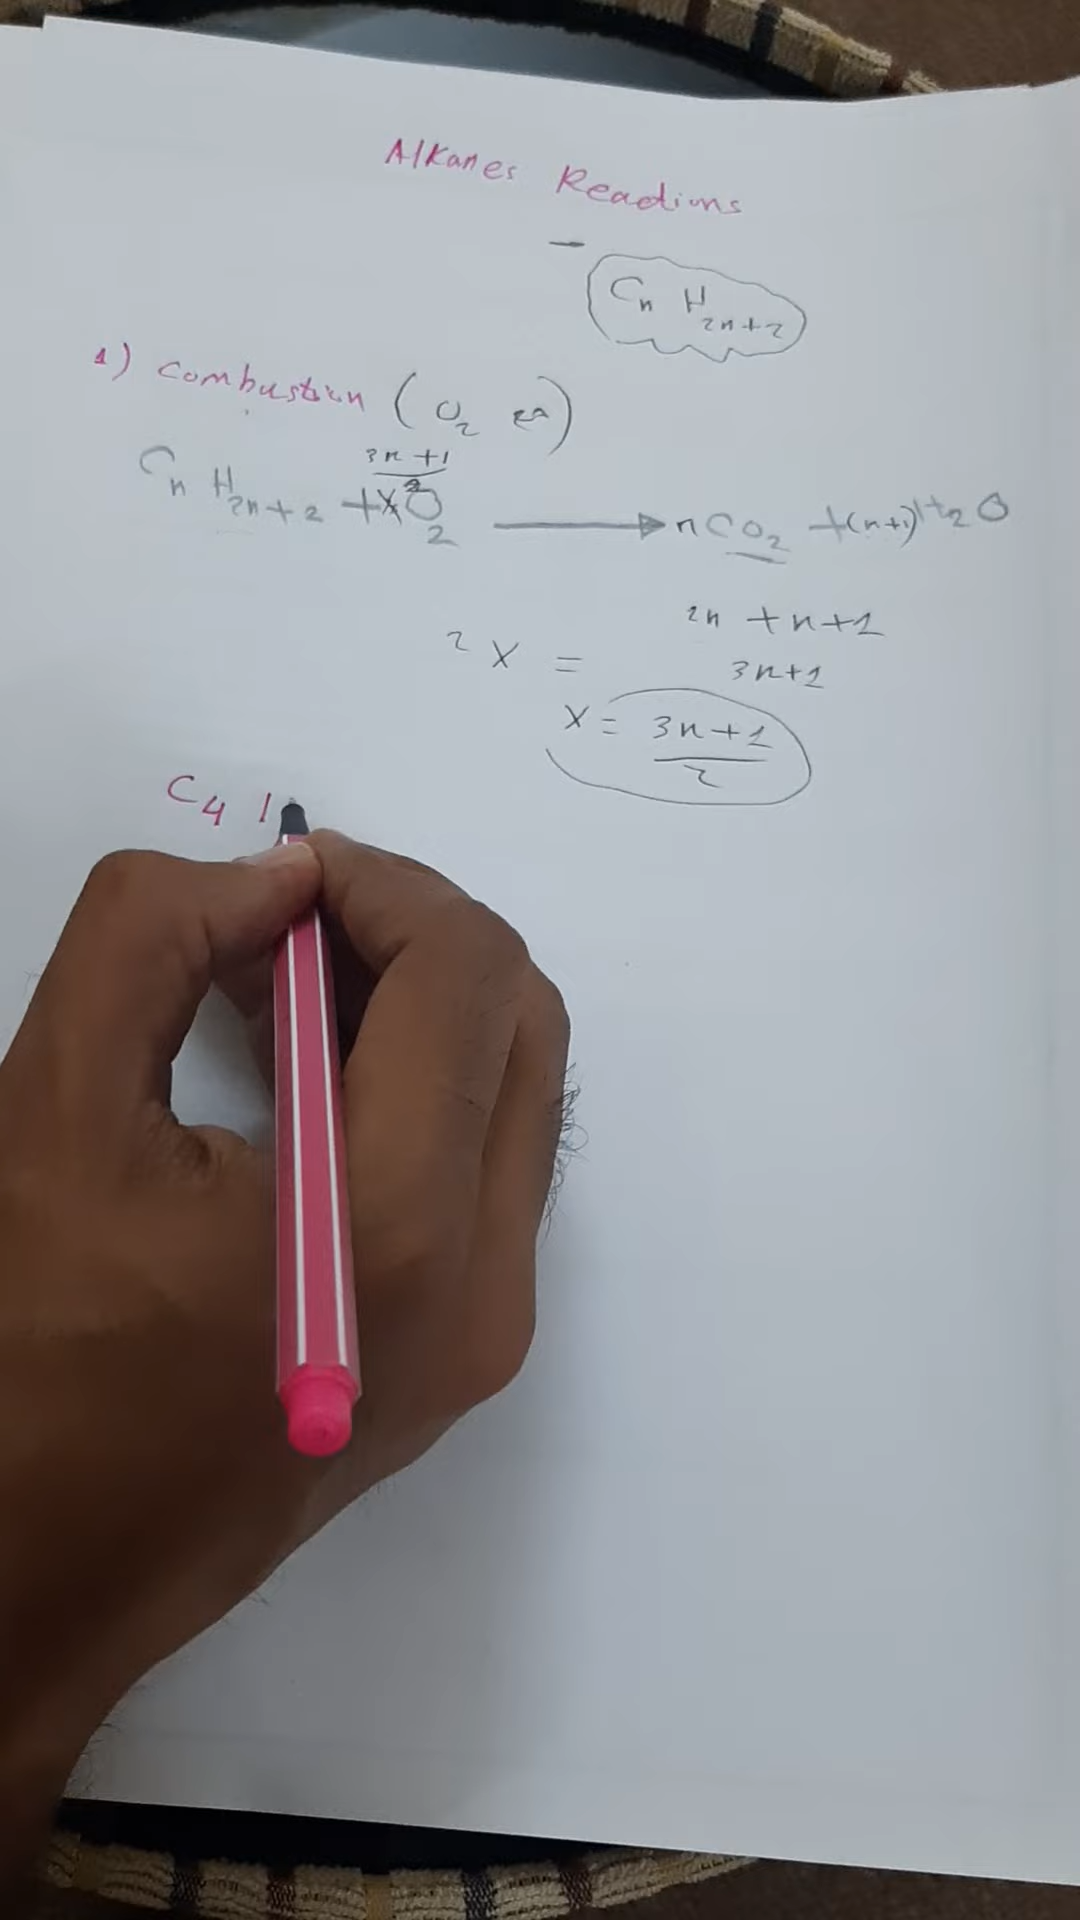 Alkanes Reactions
CnH2n+2
1) Combustion (O2)
CnH2n+2 + x 3n+1/2 O2 → nCO2 + (n+1)H2O
2n + n+1
2x = 3n+1
x = 3n+1/2
C4